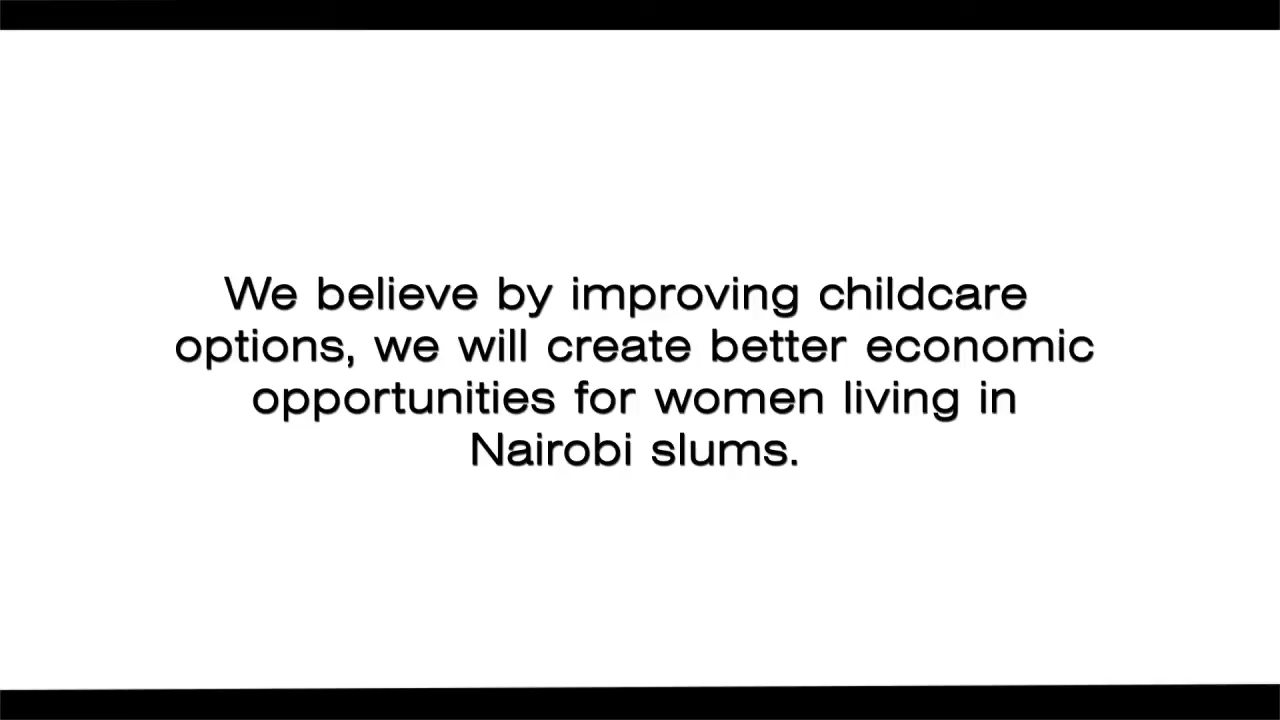 We believe by improving childcare
options, we will create better economic
opportunities for women living in
Nairobi slums.